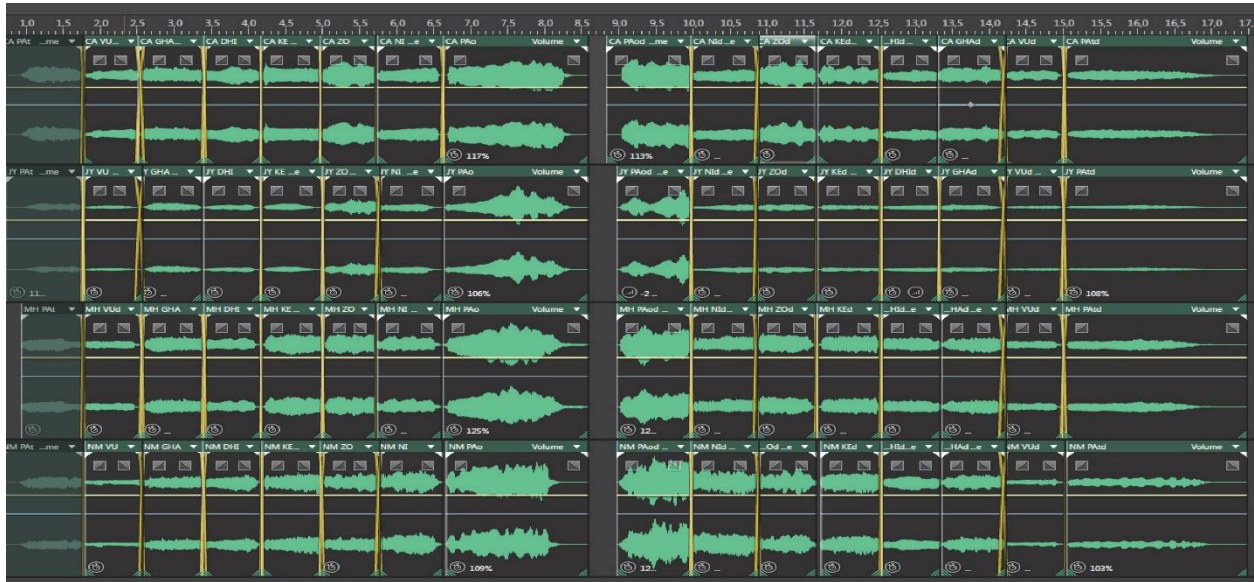 1,0 1,5 2,0 2,5 3,0 3,5 4,0 4,5 5,0 5,5 6,0 6,5 7,0 7,5 8,0 8,5 9,0 9,5 10,0 10,5 11,0 11,5 12,0 12,5 13,0 13,5 14,0 14,5 15,0 15,5 16,0 16,5 17,0
CA PAt ...me CA VU... CA GHA... CA DHI CA KE ... CA ZO CA NI ...e CA PAo Volume CA PAod ...me CA NId...e CA ZOd CA KEd... ...HId...e CA GHAd CA VUd CA PAtd Volume
117% 113%
JY PAt ...me JY VU ... JY GHA ... JY DHI JY KE ...e JY ZO ... JY NI ...e JY PAo JY PAod ... JY NId...e JY ZOd JY KEd... JY DHId JY GHAd JY VUd ... JY PAtd
11... 106% -2 ... 108%
MH PAt MH VUd MH GHA MH DHI MH KE ... MH ZO MH NI ... MH PAo MH PAod ... MH NId... MH ZOd MH KEd ...HId...e ...HAd...e MH VUd MH PAtd
125% 12...
NM PAt ...me NM VU NM GHA NM DHI NM KE... NM ZO NM NI NM PAo Volume NM PAod ... NM NId ... ...Od ...e NM KEd ...HId...e ...HAd...e NM VUd NM PAtd Volume
109% 12... 103%